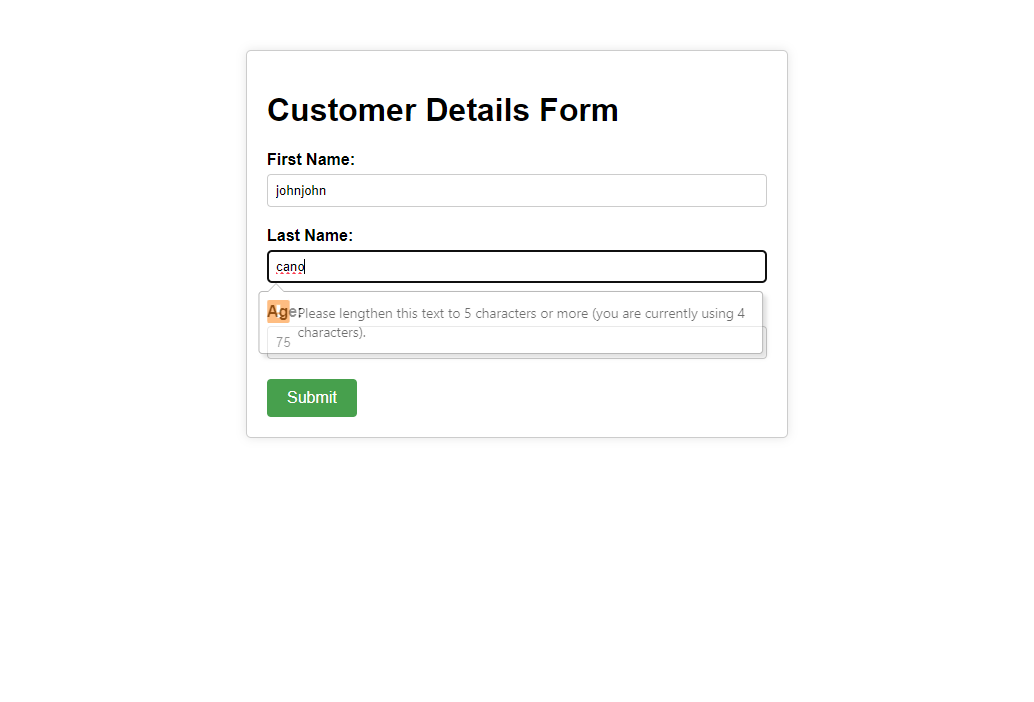 Customer Details Form
First Name:
johnjohn
Last Name:
cano
Age:
Please lengthen this text to 5 characters or more (you are currently using 4
characters).
75
Submit